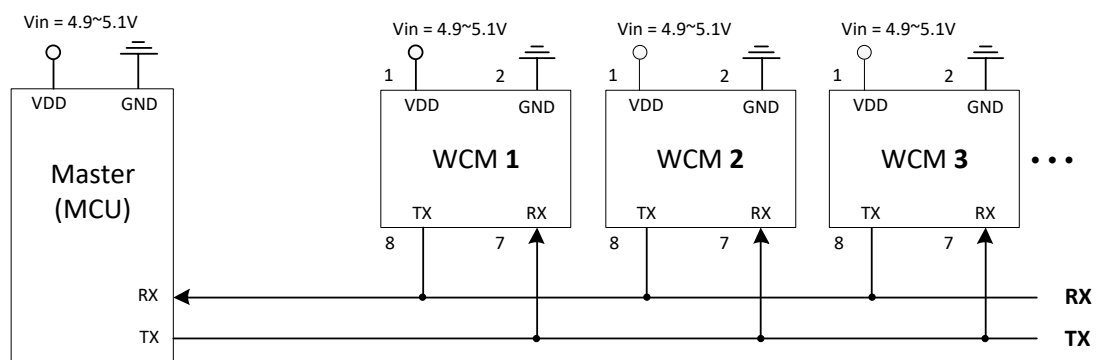 Vin = 4.9~5.1V
Vin = 4.9~5.1V
Vin = 4.9~5.1V
Vin = 4.9~5.1V
1 2 1 2 1 2
VDD GND VDD GND VDD GND VDD GND
Master
(MCU)
WCM 1
WCM 2
WCM 3
...
TX RX TX RX TX RX
8 7 8 7 8 7
RX RX
TX TX